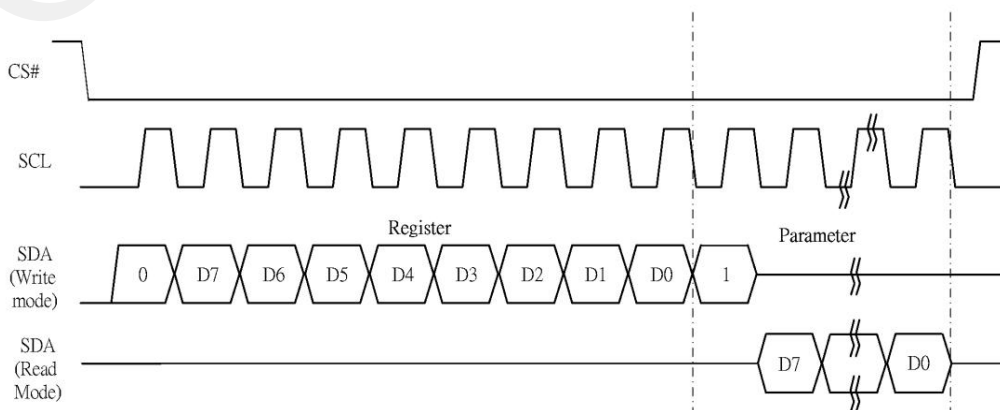 CS#
SCL
Register
Parameter
SDA
(Write
mode)
0 D7 D6 D5 D4 D3 D2 D1 D0 1
SDA
(Read
Mode)
D7 D0